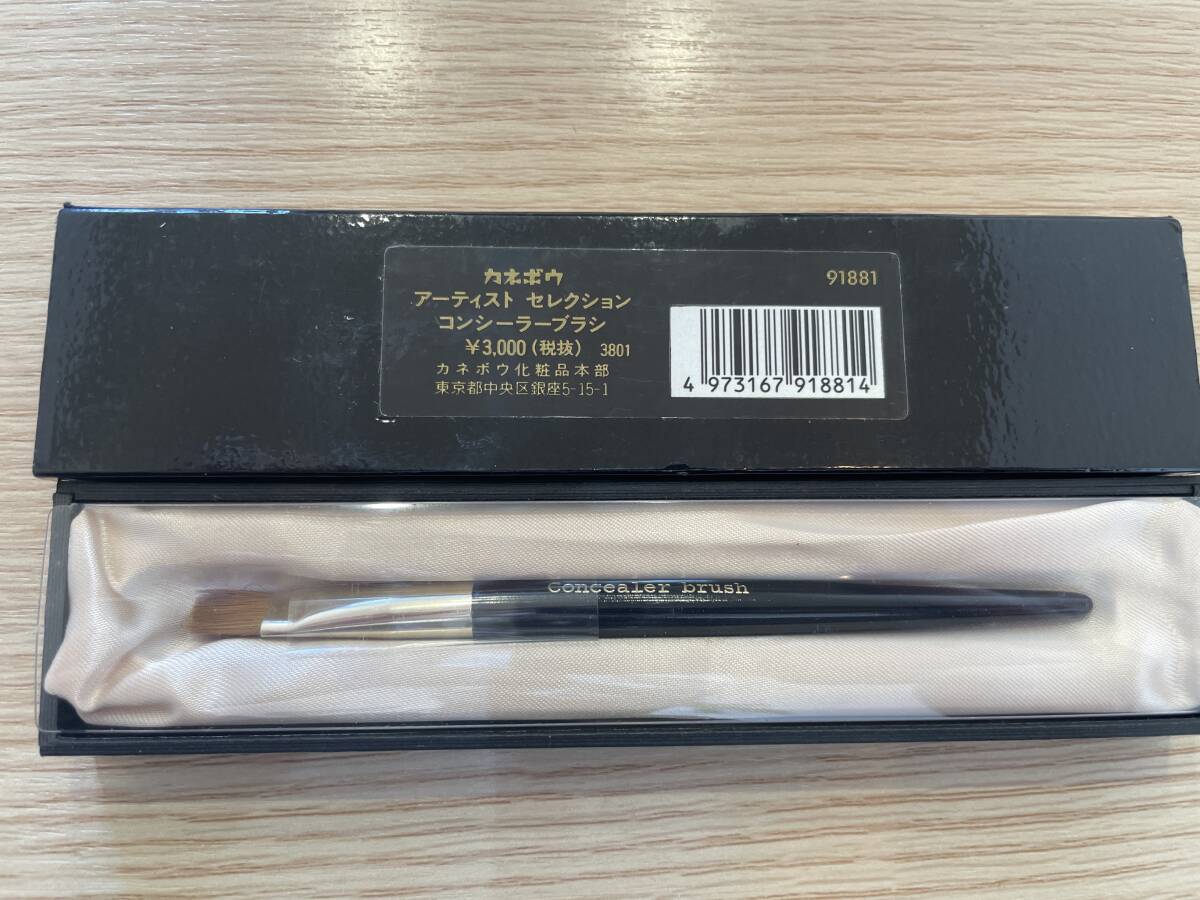 カネボウ
アーティスト セレクション
コンシーラーブラシ
¥3,000(税抜) 3801
カネボウ化粧品本部
東京都中央区銀座5-15-1
91881
4 973167 918814
Concealer brush